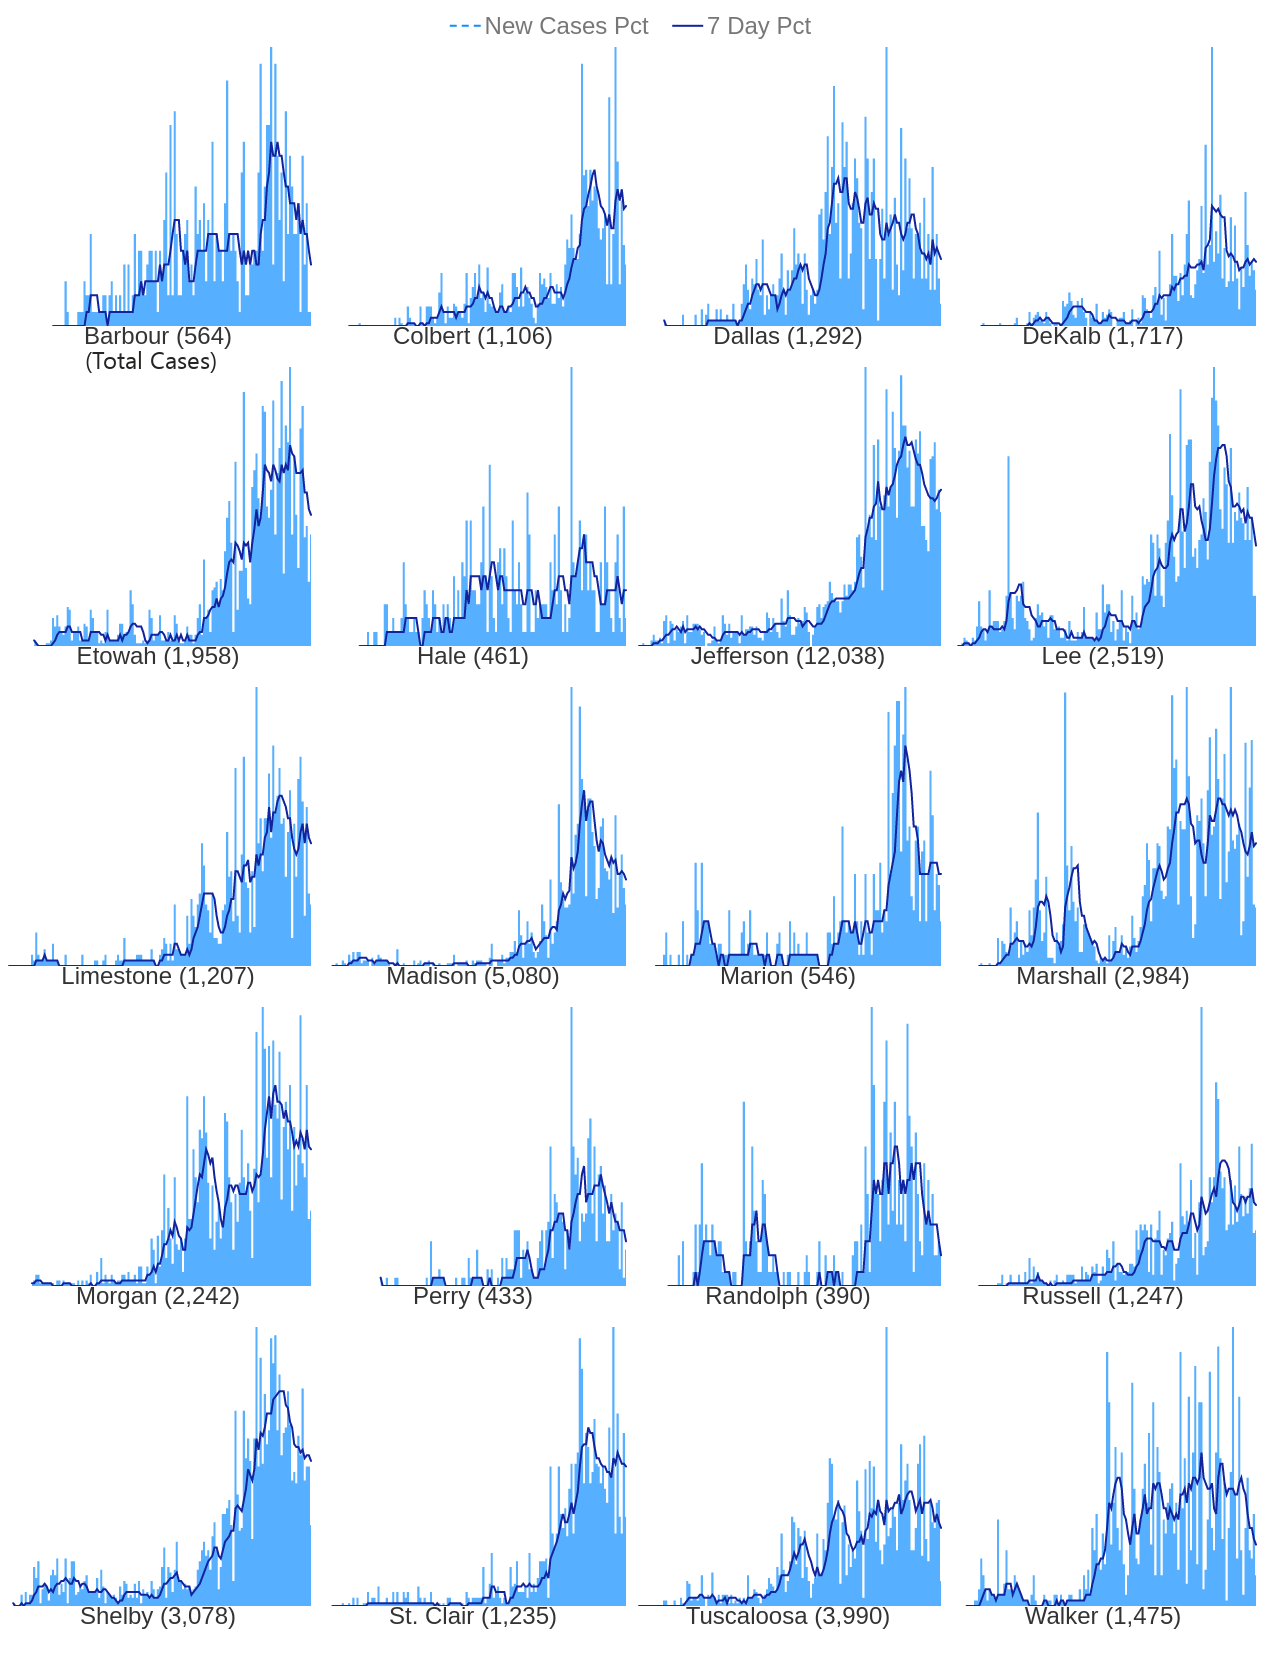 New Cases Pct 7 Day Pct
Barbour (564) Colbert (1,106) Dallas (1,292) DeKalb (1,717)
(Total Cases)
Etowah (1,958) Hale (461) Jefferson (12,038) Lee (2,519)
Limestone (1,207) Madison (5,080) Marion (546) Marshall (2,984)
Morgan (2,242) Perry (433) Randolph (390) Russell (1,247)
Shelby (3,078) St. Clair (1,235) Tuscaloosa (3,990) Walker (1,475)